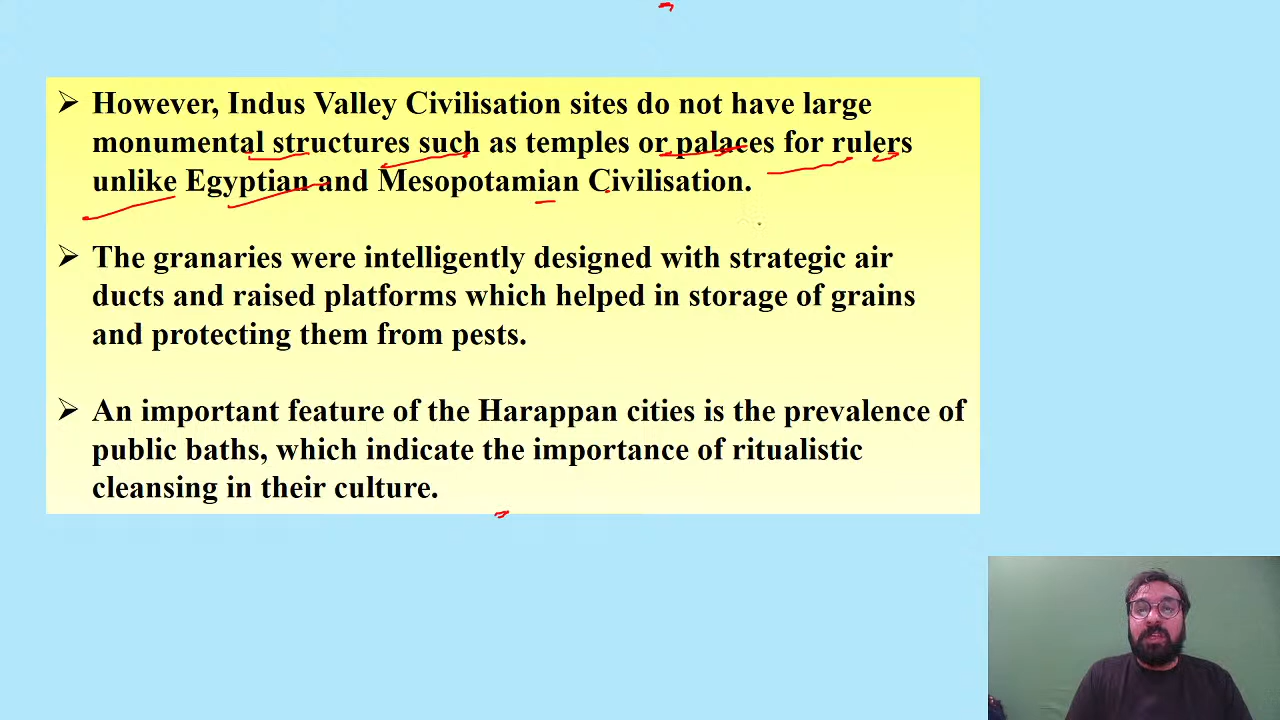 However, Indus Valley Civilisation sites do not have large
monumental structures such as temples or palaces for rulers
unlike Egyptian and Mesopotamian Civilisation.
The granaries were intelligently designed with strategic air
ducts and raised platforms which helped in storage of grains
and protecting them from pests.
An important feature of the Harappan cities is the prevalence of
public baths, which indicate the importance of ritualistic
cleansing in their culture.